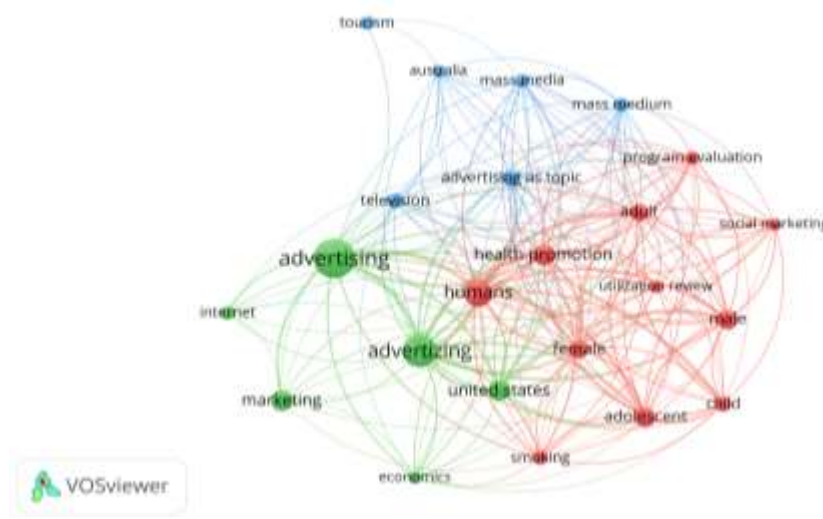 tourism
australia
mass media
mass medium
program evaluation
advertising as topic
television
adult
social marketing
advertising
health promotion
humans
utilization review
internet
male
advertizing
female
united states
marketing
child
adolescent
smoking
economics
VOSviewer